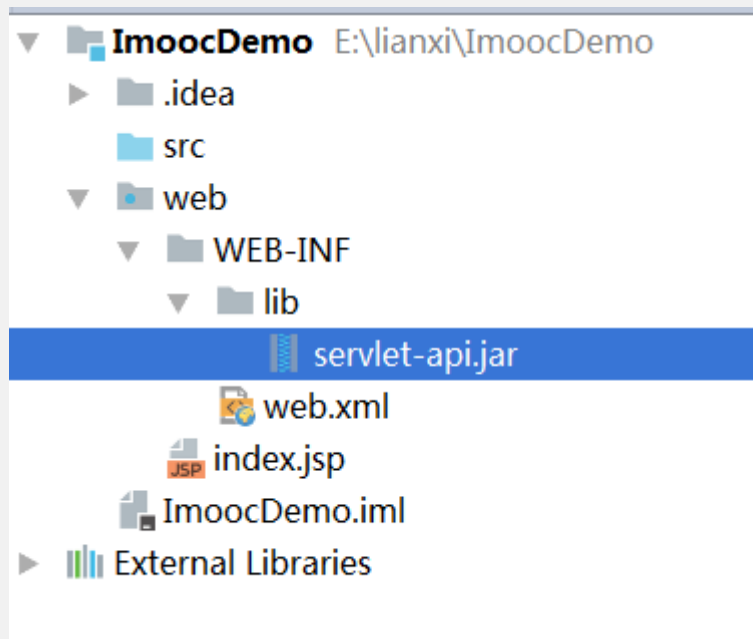 ImoocDemo E:\lianxi\ImoocDemo
.idea
src
web
WEB-INF
lib
servlet-api.jar
web.xml
JSP index.jsp
ImoocDemo.iml
External Libraries